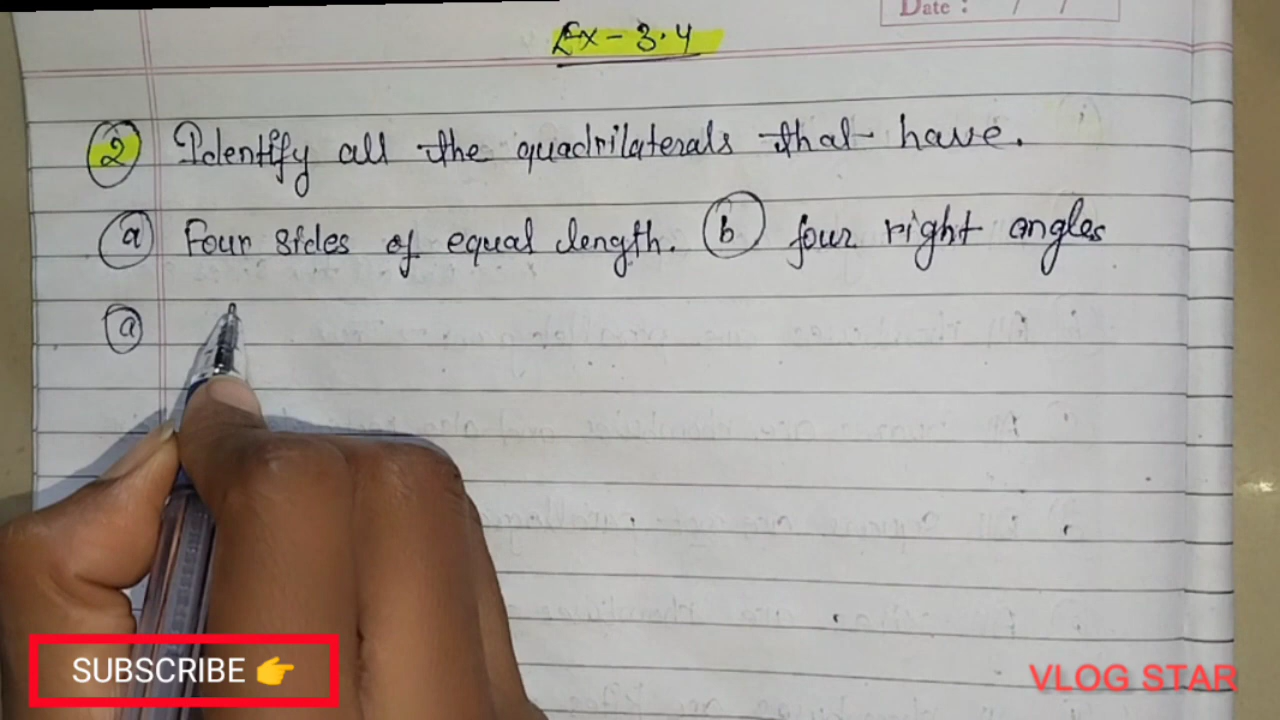 Date : / /
Ex - 3.4
2 Identify all the quadrilaterals that have.
a Four sides of equal length. b four right angles
a
SUBSCRIBE 👉
VLOG STAR